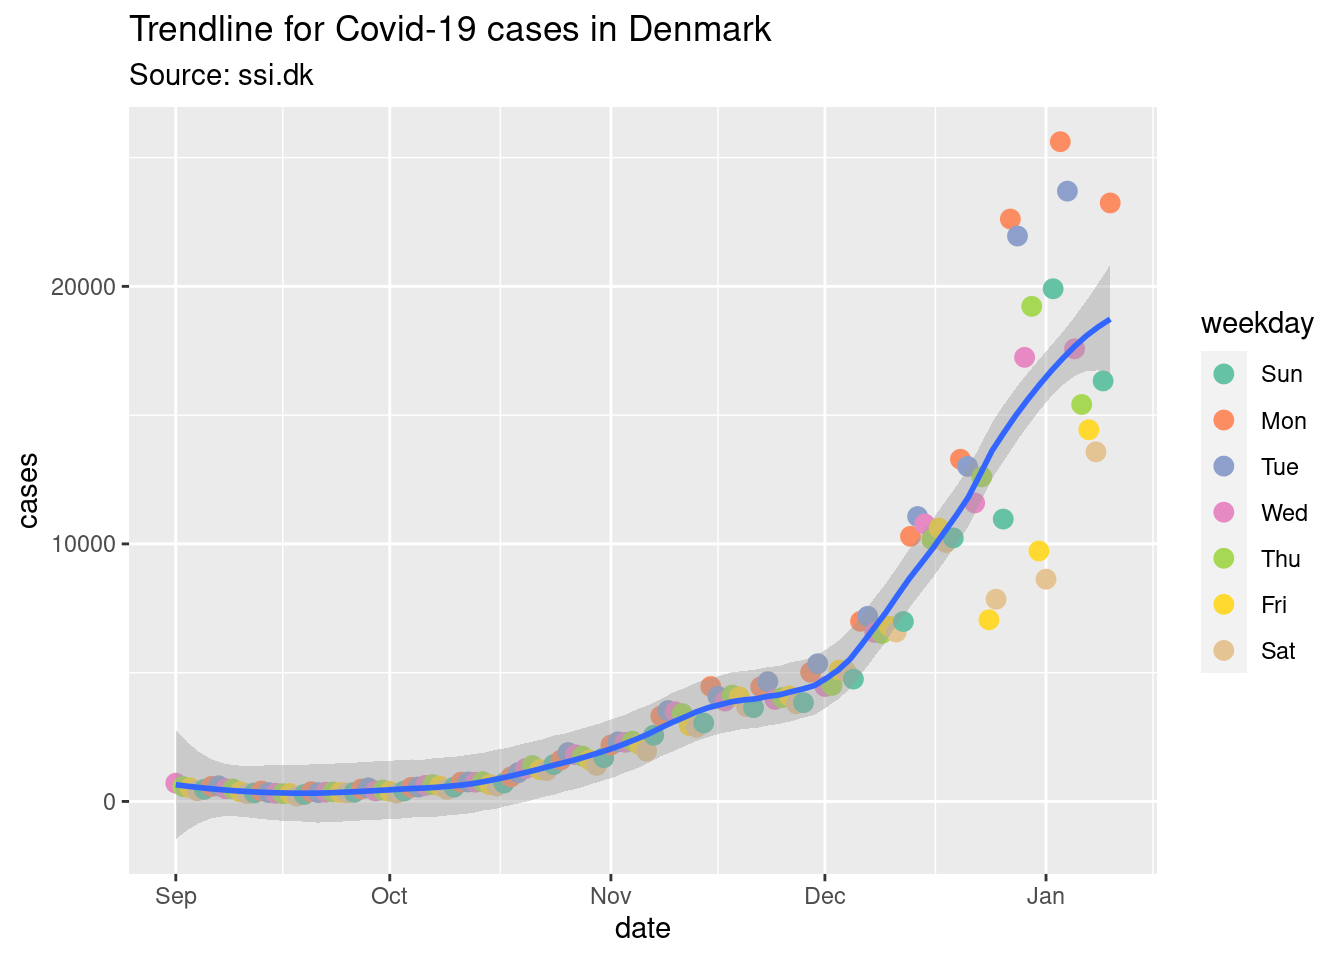 Trendline for Covid-19 cases in Denmark
Source: ssi.dk
20000
10000
0
cases
Sep
Oct
Nov
Dec
Jan
date
weekday
Sun
Mon
Tue
Wed
Thu
Fri
Sat